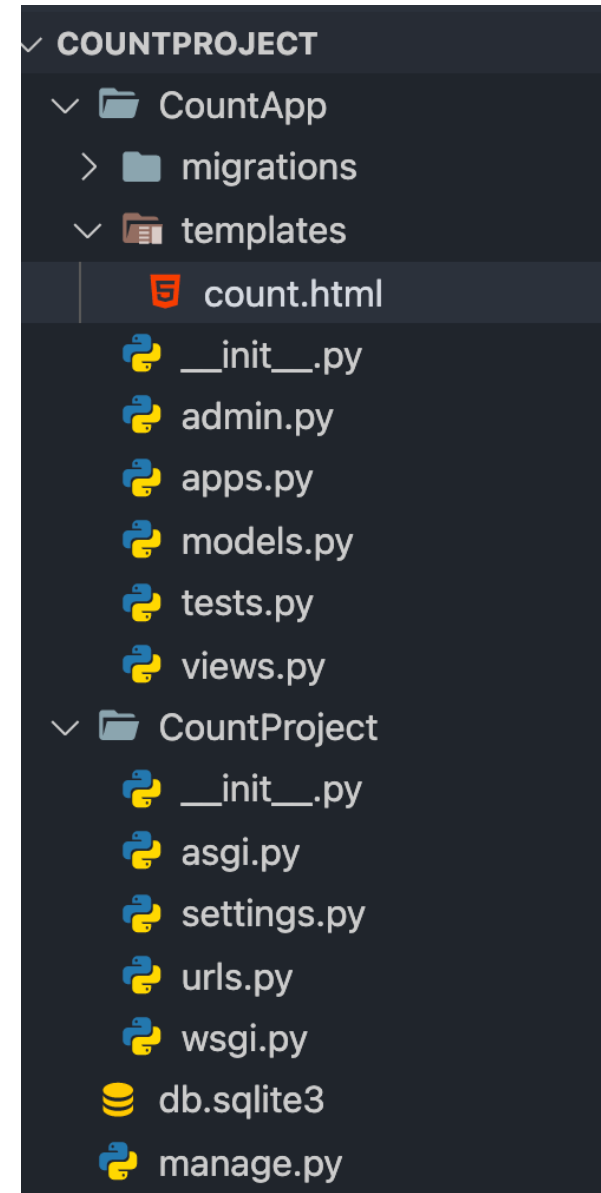 COUNTPROJECT
CountApp
migrations
templates
count.html
__init__.py
admin.py
apps.py
models.py
tests.py
views.py
CountProject
__init__.py
asgi.py
settings.py
urls.py
wsgi.py
db.sqlite3
manage.py